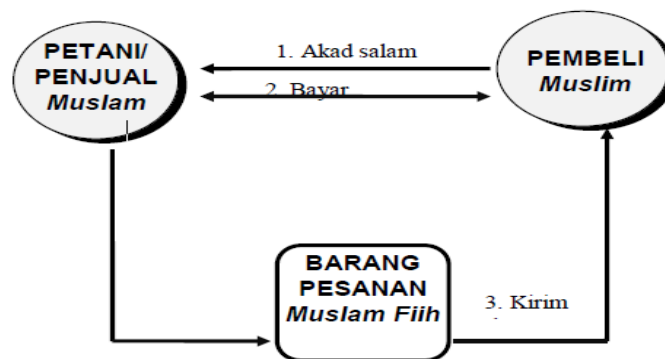 PETANI/
PENJUAL
Muslam
1. Akad salam
2. Bayar
PEMBELI
Muslim
BARANG
PESANAN
Muslam Fiih
3. Kirim